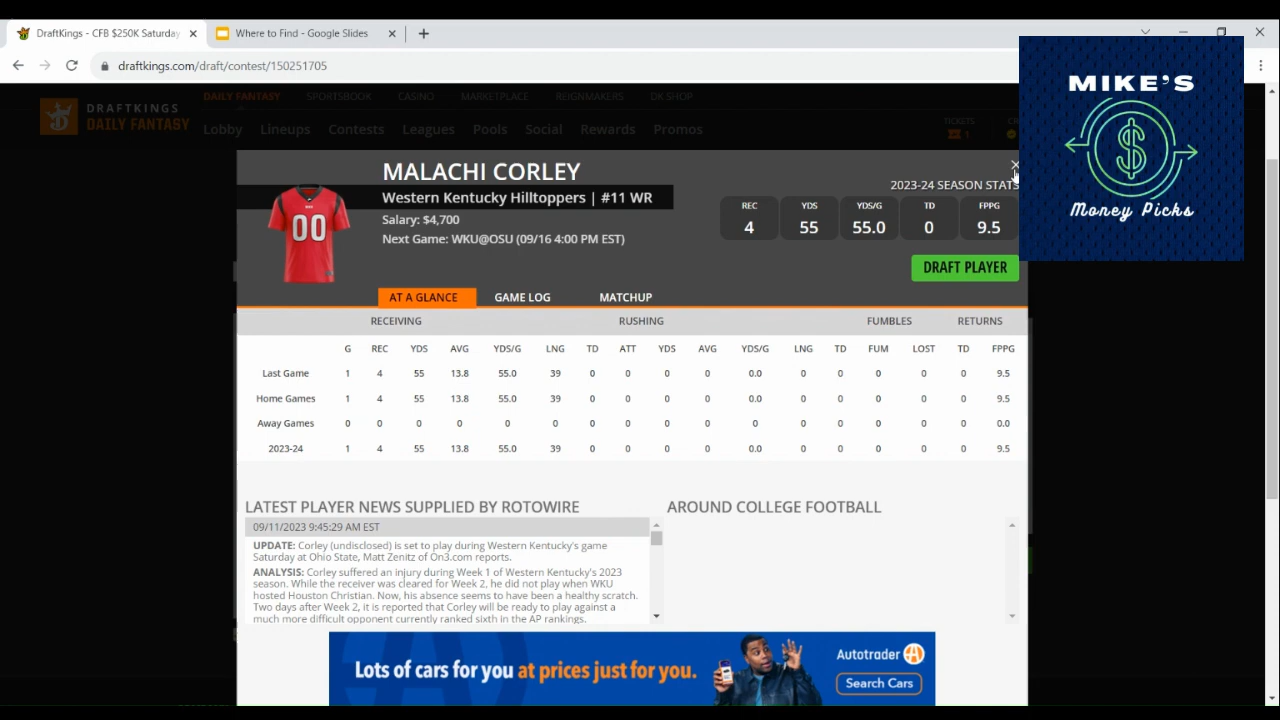 DraftKings - CFB $250K Saturday
Where to Find - Google Slides
draftkings.com/draft/contest/150251705
DRAFTKINGS
DAILY FANTASY
DAILY FANTASY SPORTSBOOK CASINO MARKETPLACE REIGNMAKERS DK SHOP
Lobby Lineups Contests Leagues Pools Social Rewards Promos
TICKETS
1
MIKE'S
$
Money Picks
MALACHI CORLEY
Western Kentucky Hilltoppers | #11 WR
Salary: $4,700
Next Game: WKU@OSU (09/16 4:00 PM EST)
00
2023-24 SEASON STATS
REC YDS YDS/G TD FPPG
4 55 55.0 0 9.5
DRAFT PLAYER
AT A GLANCE GAME LOG MATCHUP
RECEIVING RUSHING FUMBLES RETURNS
G REC YDS AVG YDS/G LNG TD ATT YDS AVG YDS/G LNG TD FUM LOST TD FPPG
Last Game 1 4 55 13.8 55.0 39 0 0 0 0 0.0 0 0 0 0 0 9.5
Home Games 1 4 55 13.8 55.0 39 0 0 0 0 0.0 0 0 0 0 0 9.5
Away Games 0 0 0 0 0 0 0 0 0 0 0.0 0 0 0 0 0 0.0
2023-24 1 4 55 13.8 55.0 39 0 0 0 0 0.0 0 0 0 0 0 9.5
LATEST PLAYER NEWS SUPPLIED BY ROTOWIRE
09/11/2023 9:45:29 AM EST
UPDATE: Corley (undisclosed) is set to play during Western Kentucky's game
Saturday at Ohio State, Matt Zenitz of On3.com reports.
ANALYSIS: Corley suffered an injury during Week 1 of Western Kentucky's 2023
season. While the receiver was cleared for Week 2, he did not play when WKU
hosted Houston Christian. Now, his absence seems to have been a healthy scratch.
Two days after Week 2, it is reported that Corley will be ready to play against a
much more difficult opponent currently ranked sixth in the AP rankings.
AROUND COLLEGE FOOTBALL
Lots of cars for you at prices just for you.
Autotrader
Search Cars